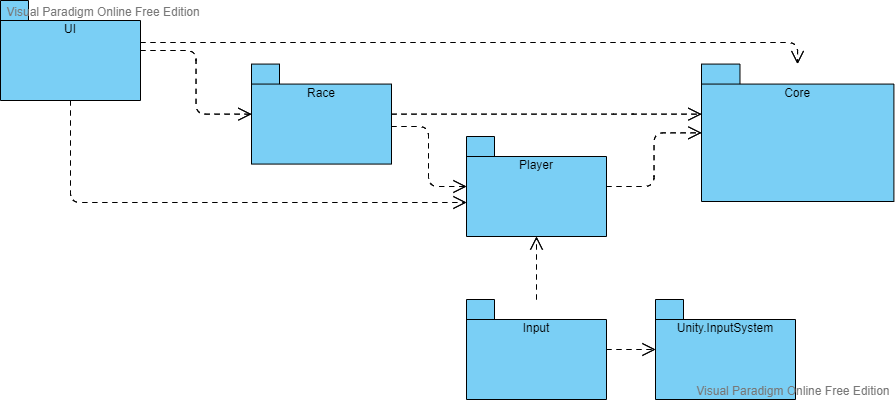 Visual Paradigm Online Free Edition
UI
Race
Core
Player
Input
Unity.InputSystem
Visual Paradigm Online Free Edition